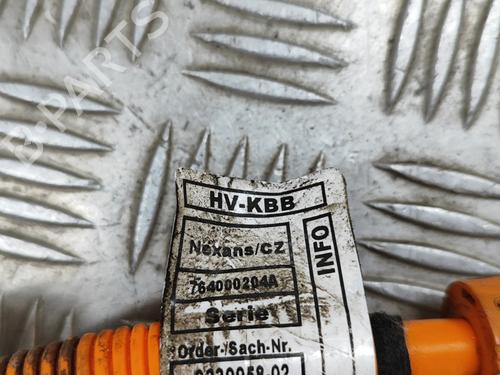 B-PARTS
HV-KBB
Nexans/CZ
764000204A
Serie
INFO
Order-/Sach-Nr.